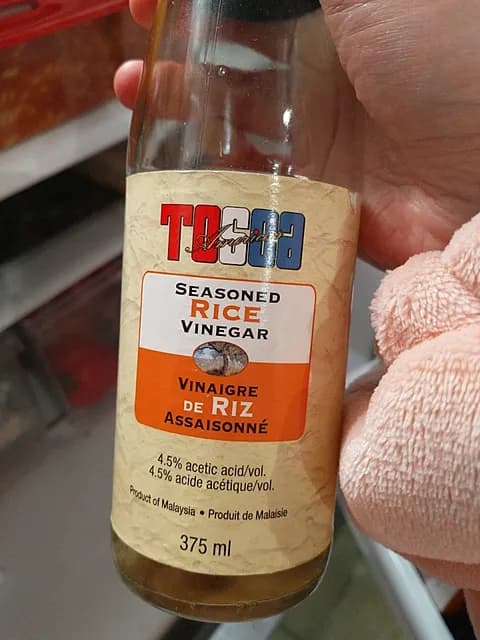 TOSCA
American
SEASONED
RICE
VINEGAR
VINAIGRE
DE RIZ
ASSAISONNÉ
4.5% acetic acid/vol.
4.5% acide acétique/vol.
Product of Malaysia • Produit de Malaisie
375 ml